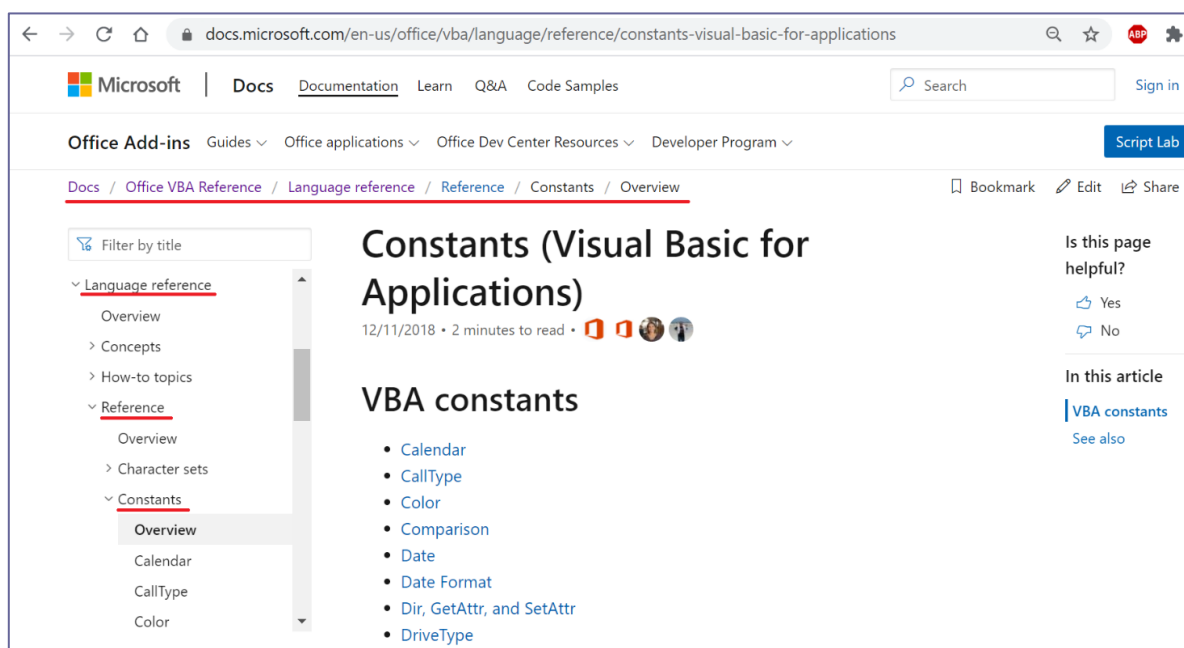 docs.microsoft.com/en-us/office/vba/language/reference/constants-visual-basic-for-applications
ABP
Microsoft | Docs Documentation Learn Q&A Code Samples Search Sign in
Office Add-ins Guides Office applications Office Dev Center Resources Developer Program Script Lab
Docs / Office VBA Reference / Language reference / Reference / Constants / Overview Bookmark Edit Share
Filter by title
Language reference
Overview
Concepts
How-to topics
Reference
Overview
Character sets
Constants
Overview
Calendar
CallType
Color
Constants (Visual Basic for
Applications)
12/11/2018 • 2 minutes to read •
VBA constants
• Calendar
• CallType
• Color
• Comparison
• Date
• Date Format
• Dir, GetAttr, and SetAttr
• DriveType
Is this page
helpful?
Yes
No
In this article
VBA constants
See also